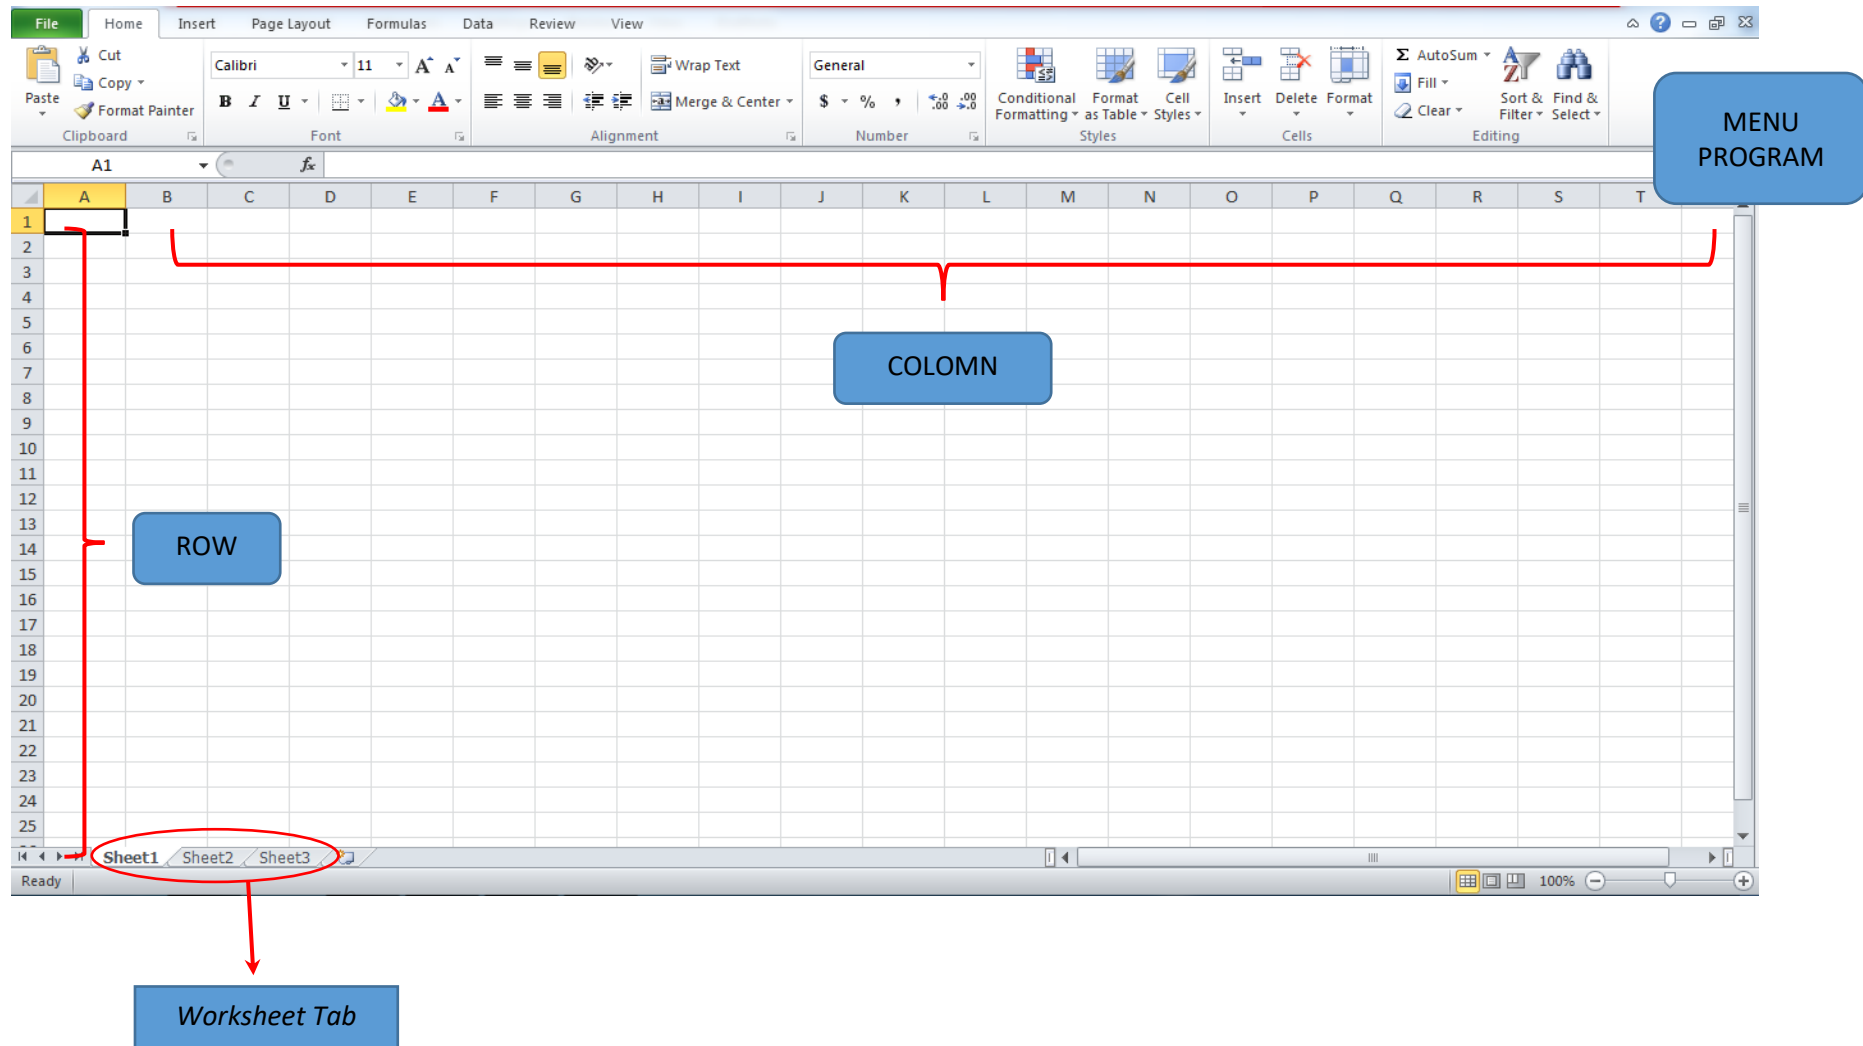 File Home Insert Page Layout Formulas Data Review View
Cut
Copy
Format Painter
Paste
Clipboard
Calibri 11 A A
B I U A
Font
Wrap Text
Merge & Center
Alignment
General
$ % , .0 .00 .00 .0
Number
Conditional Formatting
Format as Table
Cell Styles
Styles
Insert Delete Format
Cells
Σ AutoSum
Fill
Clear
Sort & Filter
Find & Select
Editing
MENU
PROGRAM
A1 fx
A B C D E F G H I J K L M N O P Q R S T
1
2
3
4
5
6
7
8
9
10
11
12
13
14
15
16
17
18
19
20
21
22
23
24
25
COLOMN
ROW
Sheet1 Sheet2 Sheet3
Ready 100%
Worksheet Tab